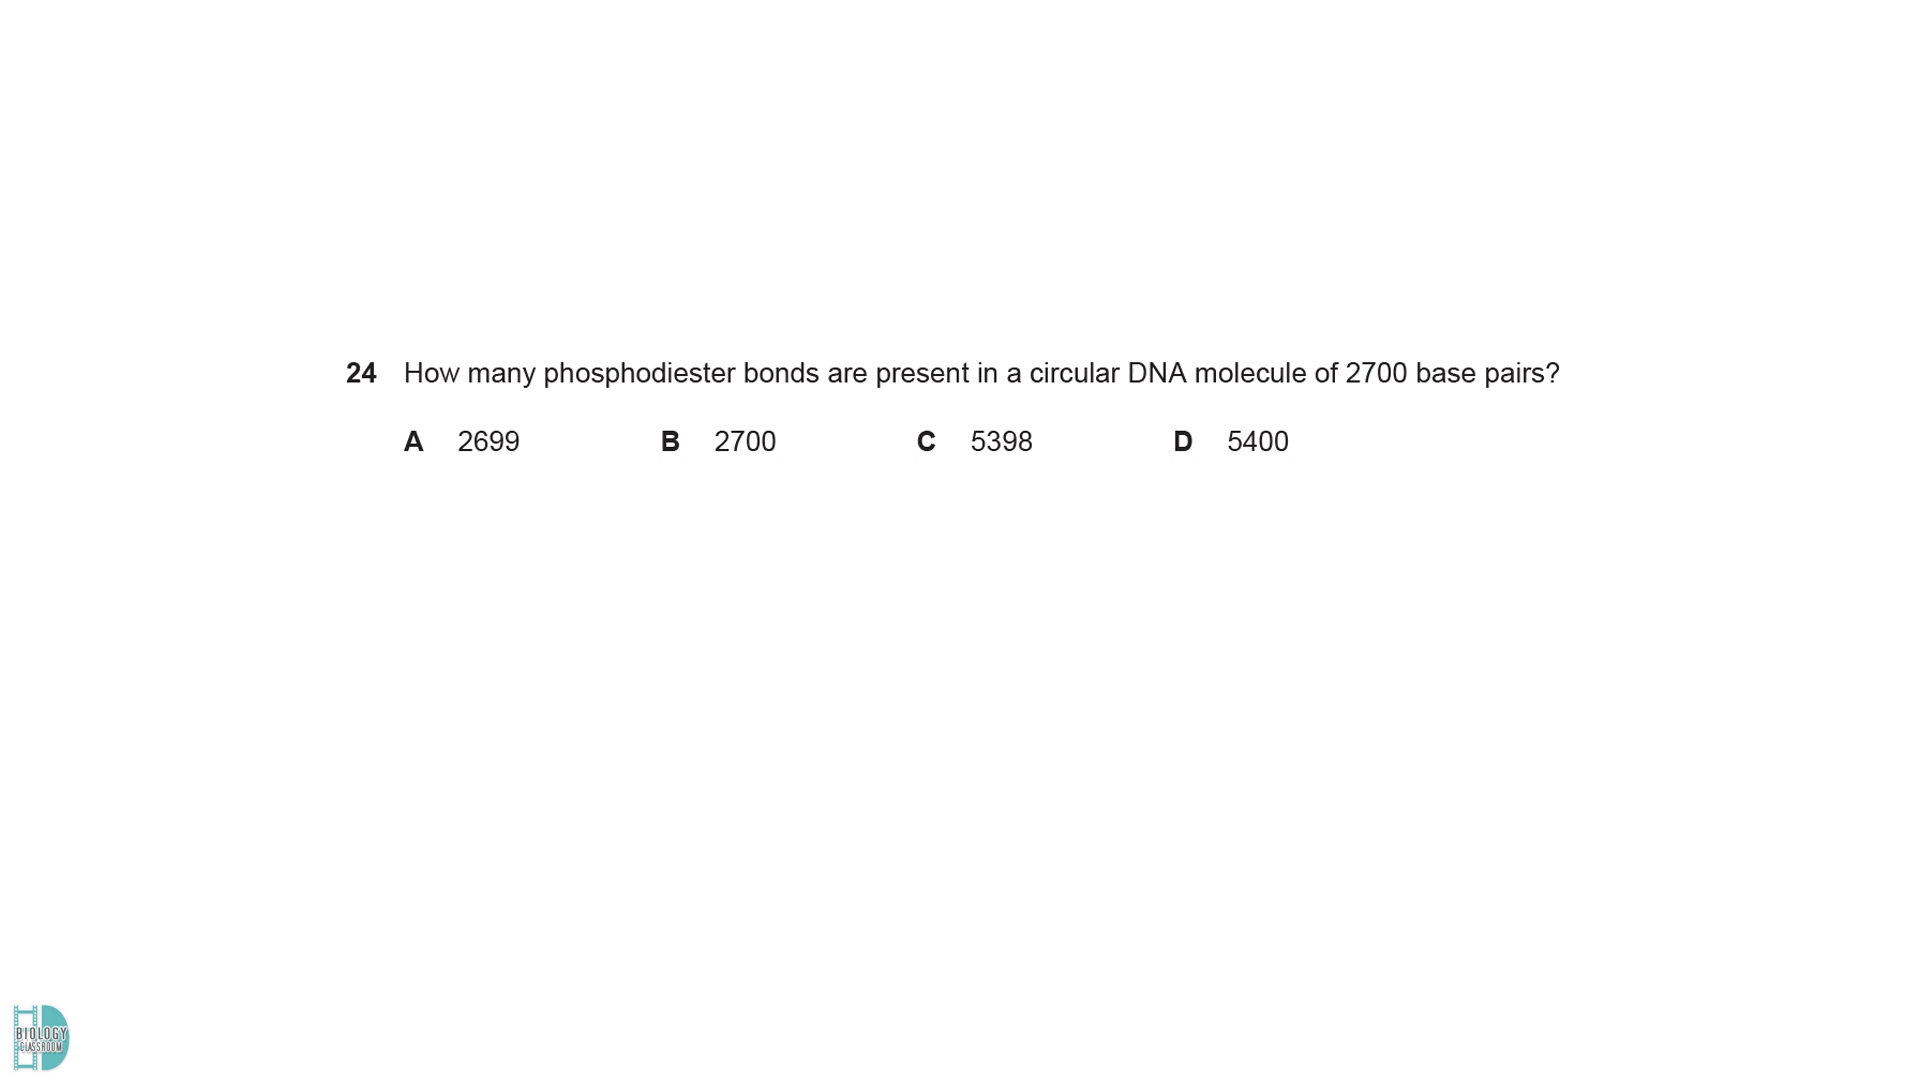 24 How many phosphodiester bonds are present in a circular DNA molecule of 2700 base pairs?
A 2699 B 2700 C 5398 D 5400
BIOLOGY
CLASSROOM